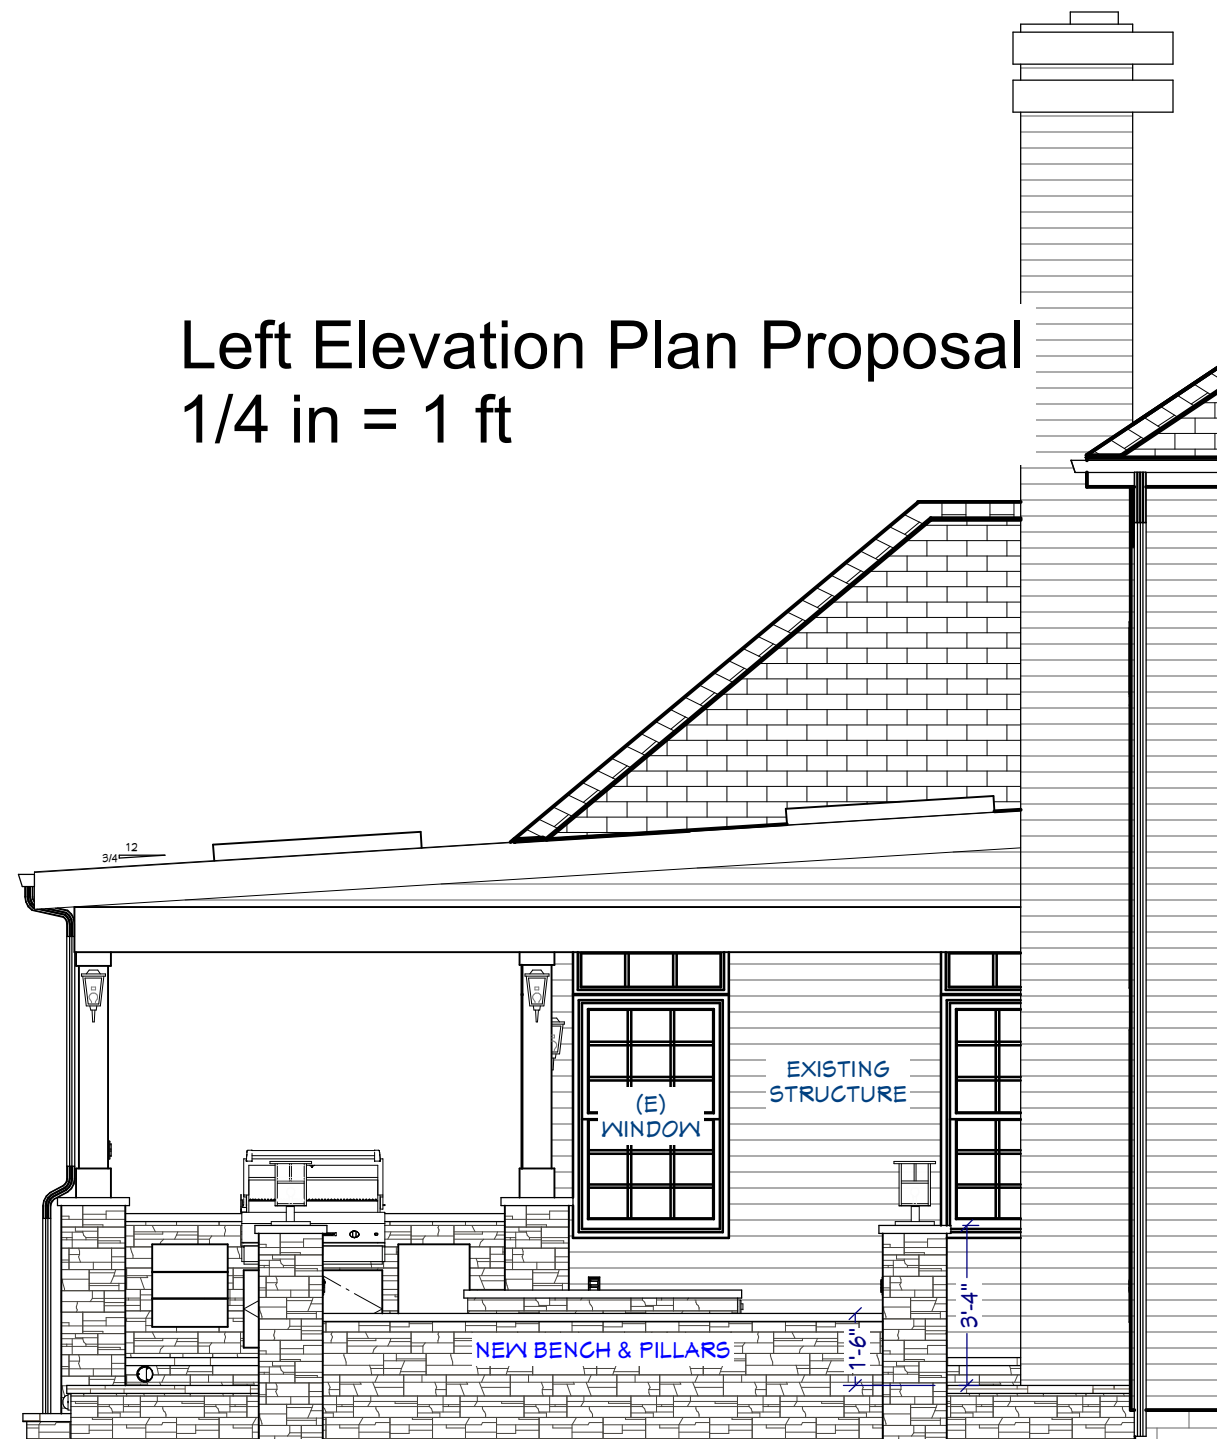 Left Elevation Plan Proposal
1/4 in = 1 ft
12
3/4
EXISTING
STRUCTURE
(E)
WINDOW
3'-4"
1'-6"
NEW BENCH & PILLARS